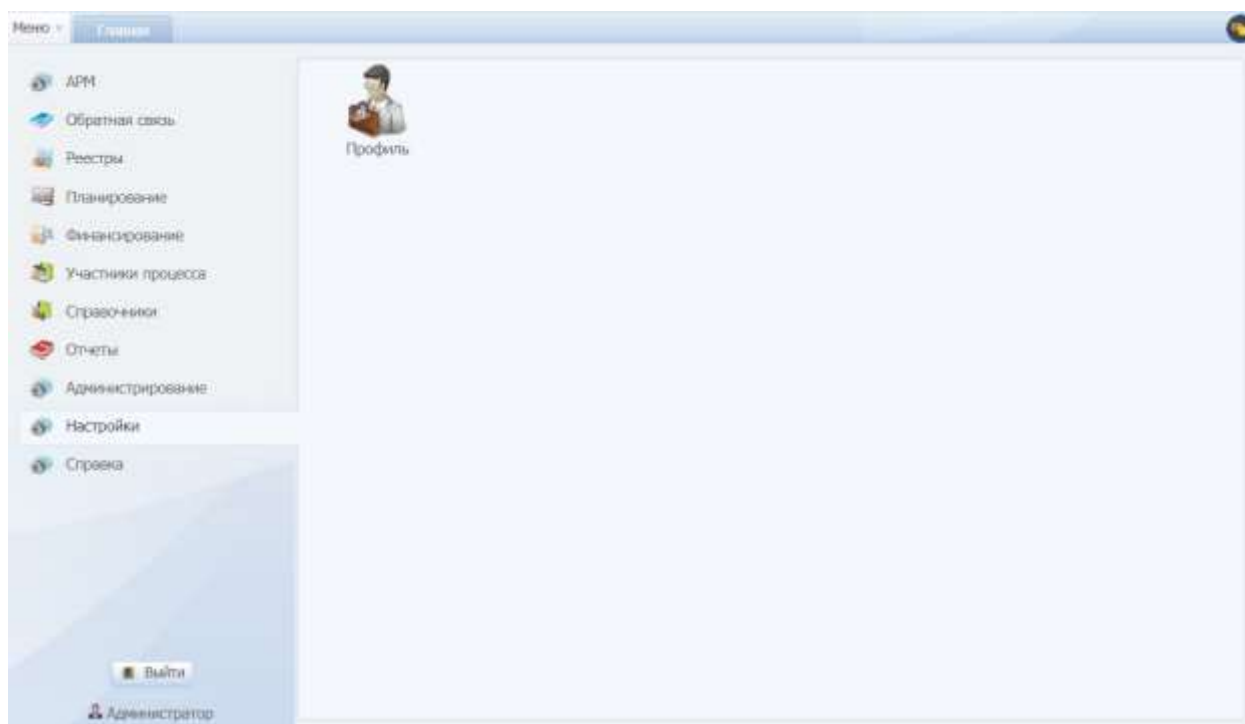 Меню
Главная
АРМ
Обратная связь
Реестры
Планирование
Финансирование
Участники процесса
Справочники
Отчеты
Администрирование
Настройки
Справка
Профиль
Выйти
Администратор